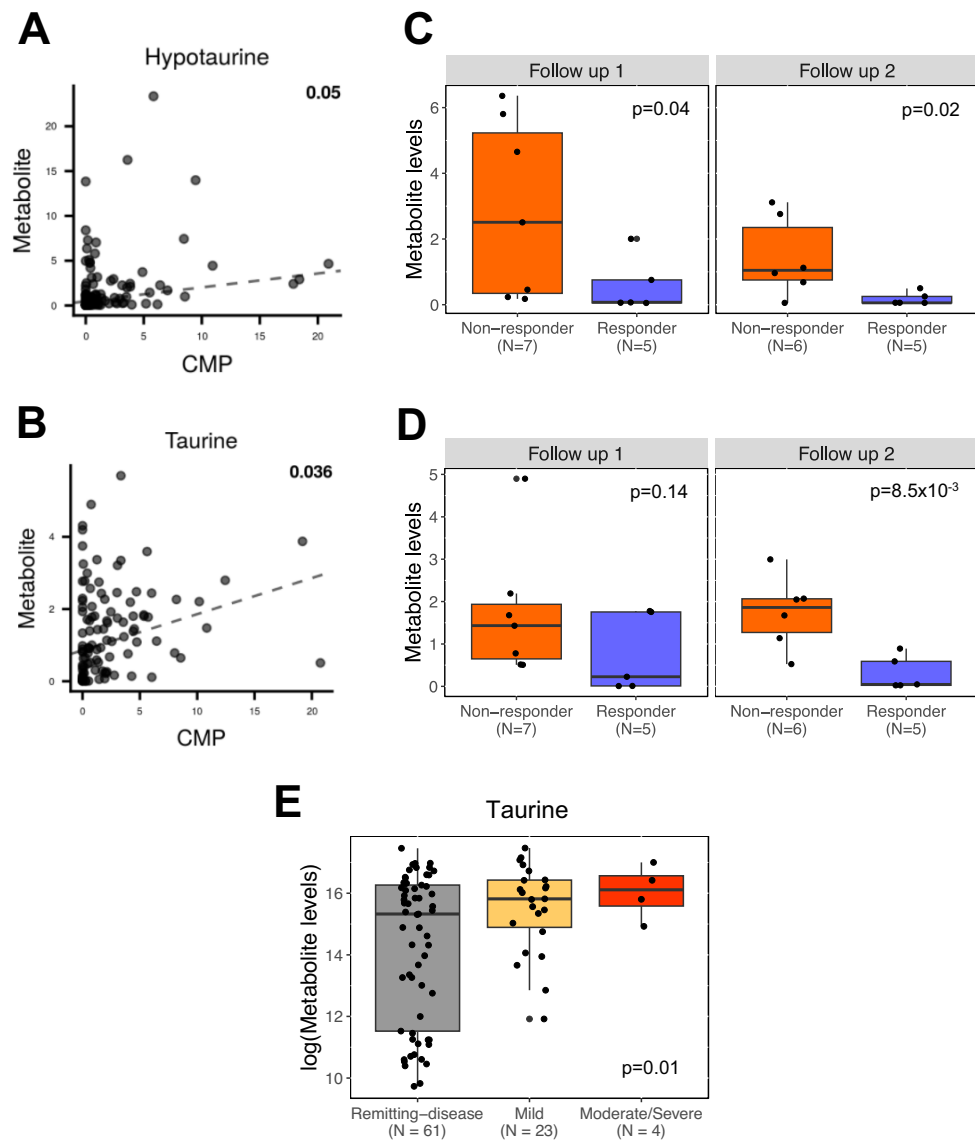 A
Hypotaurine
0.05
Metabolite
20
15
10
5
0
0 5 10 15 20
CMP
B
Taurine
0.036
Metabolite
4
2
0
0 5 10 15 20
CMP
C
Follow up 1 Follow up 2
Metabolite levels
6
4
2
0
p=0.04 p=0.02
Non−responder Responder Non−responder Responder
(N=7) (N=5) (N=6) (N=5)
D
Follow up 1 Follow up 2
Metabolite levels
5
4
3
2
1
0
p=0.14 p=8.5x10⁻³
Non−responder Responder Non−responder Responder
(N=7) (N=5) (N=6) (N=5)
E
Taurine
log(Metabolite levels)
16
14
12
10
p=0.01
Remitting−disease Mild Moderate/Severe
(N = 61) (N = 23) (N = 4)